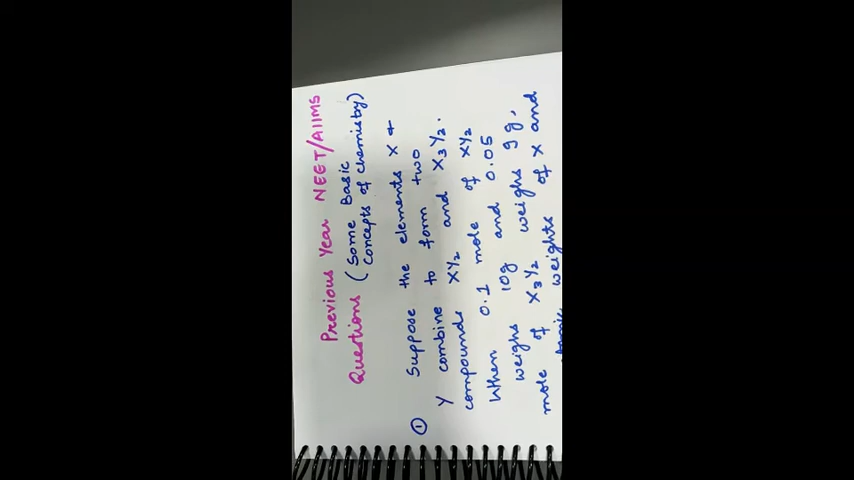 Previous Year NEET/AIIMS
Questions (Some Basic
Concepts of Chemistry)
① Suppose the elements X &
Y combine to form two
compounds XY2 and X3Y2.
When 0.1 mole of XY2
weighs 10g and 0.05
mole of X3Y2 weighs 9g,
weights of X and